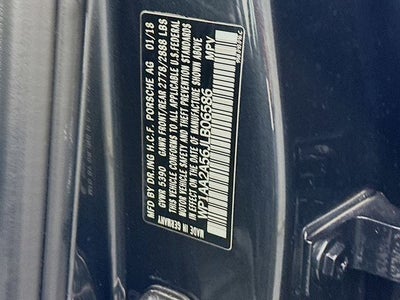 MFD BY DR.ING H.C.F. PORSCHE AG 01/18
GVWR 5390 GAWR FRONT/REAR 2778/2888 LBS
THIS VEHICLE CONFORMS TO ALL APPLICABLE U.S. FEDERAL
MOTOR VEHICLE SAFETY AND THEFT PREVENTION STANDARDS
IN EFFECT ON THE DATE OF MANUFACTURE SHOWN ABOVE
WP1AA2A56JLB06586 MPV
MADE IN GERMANY